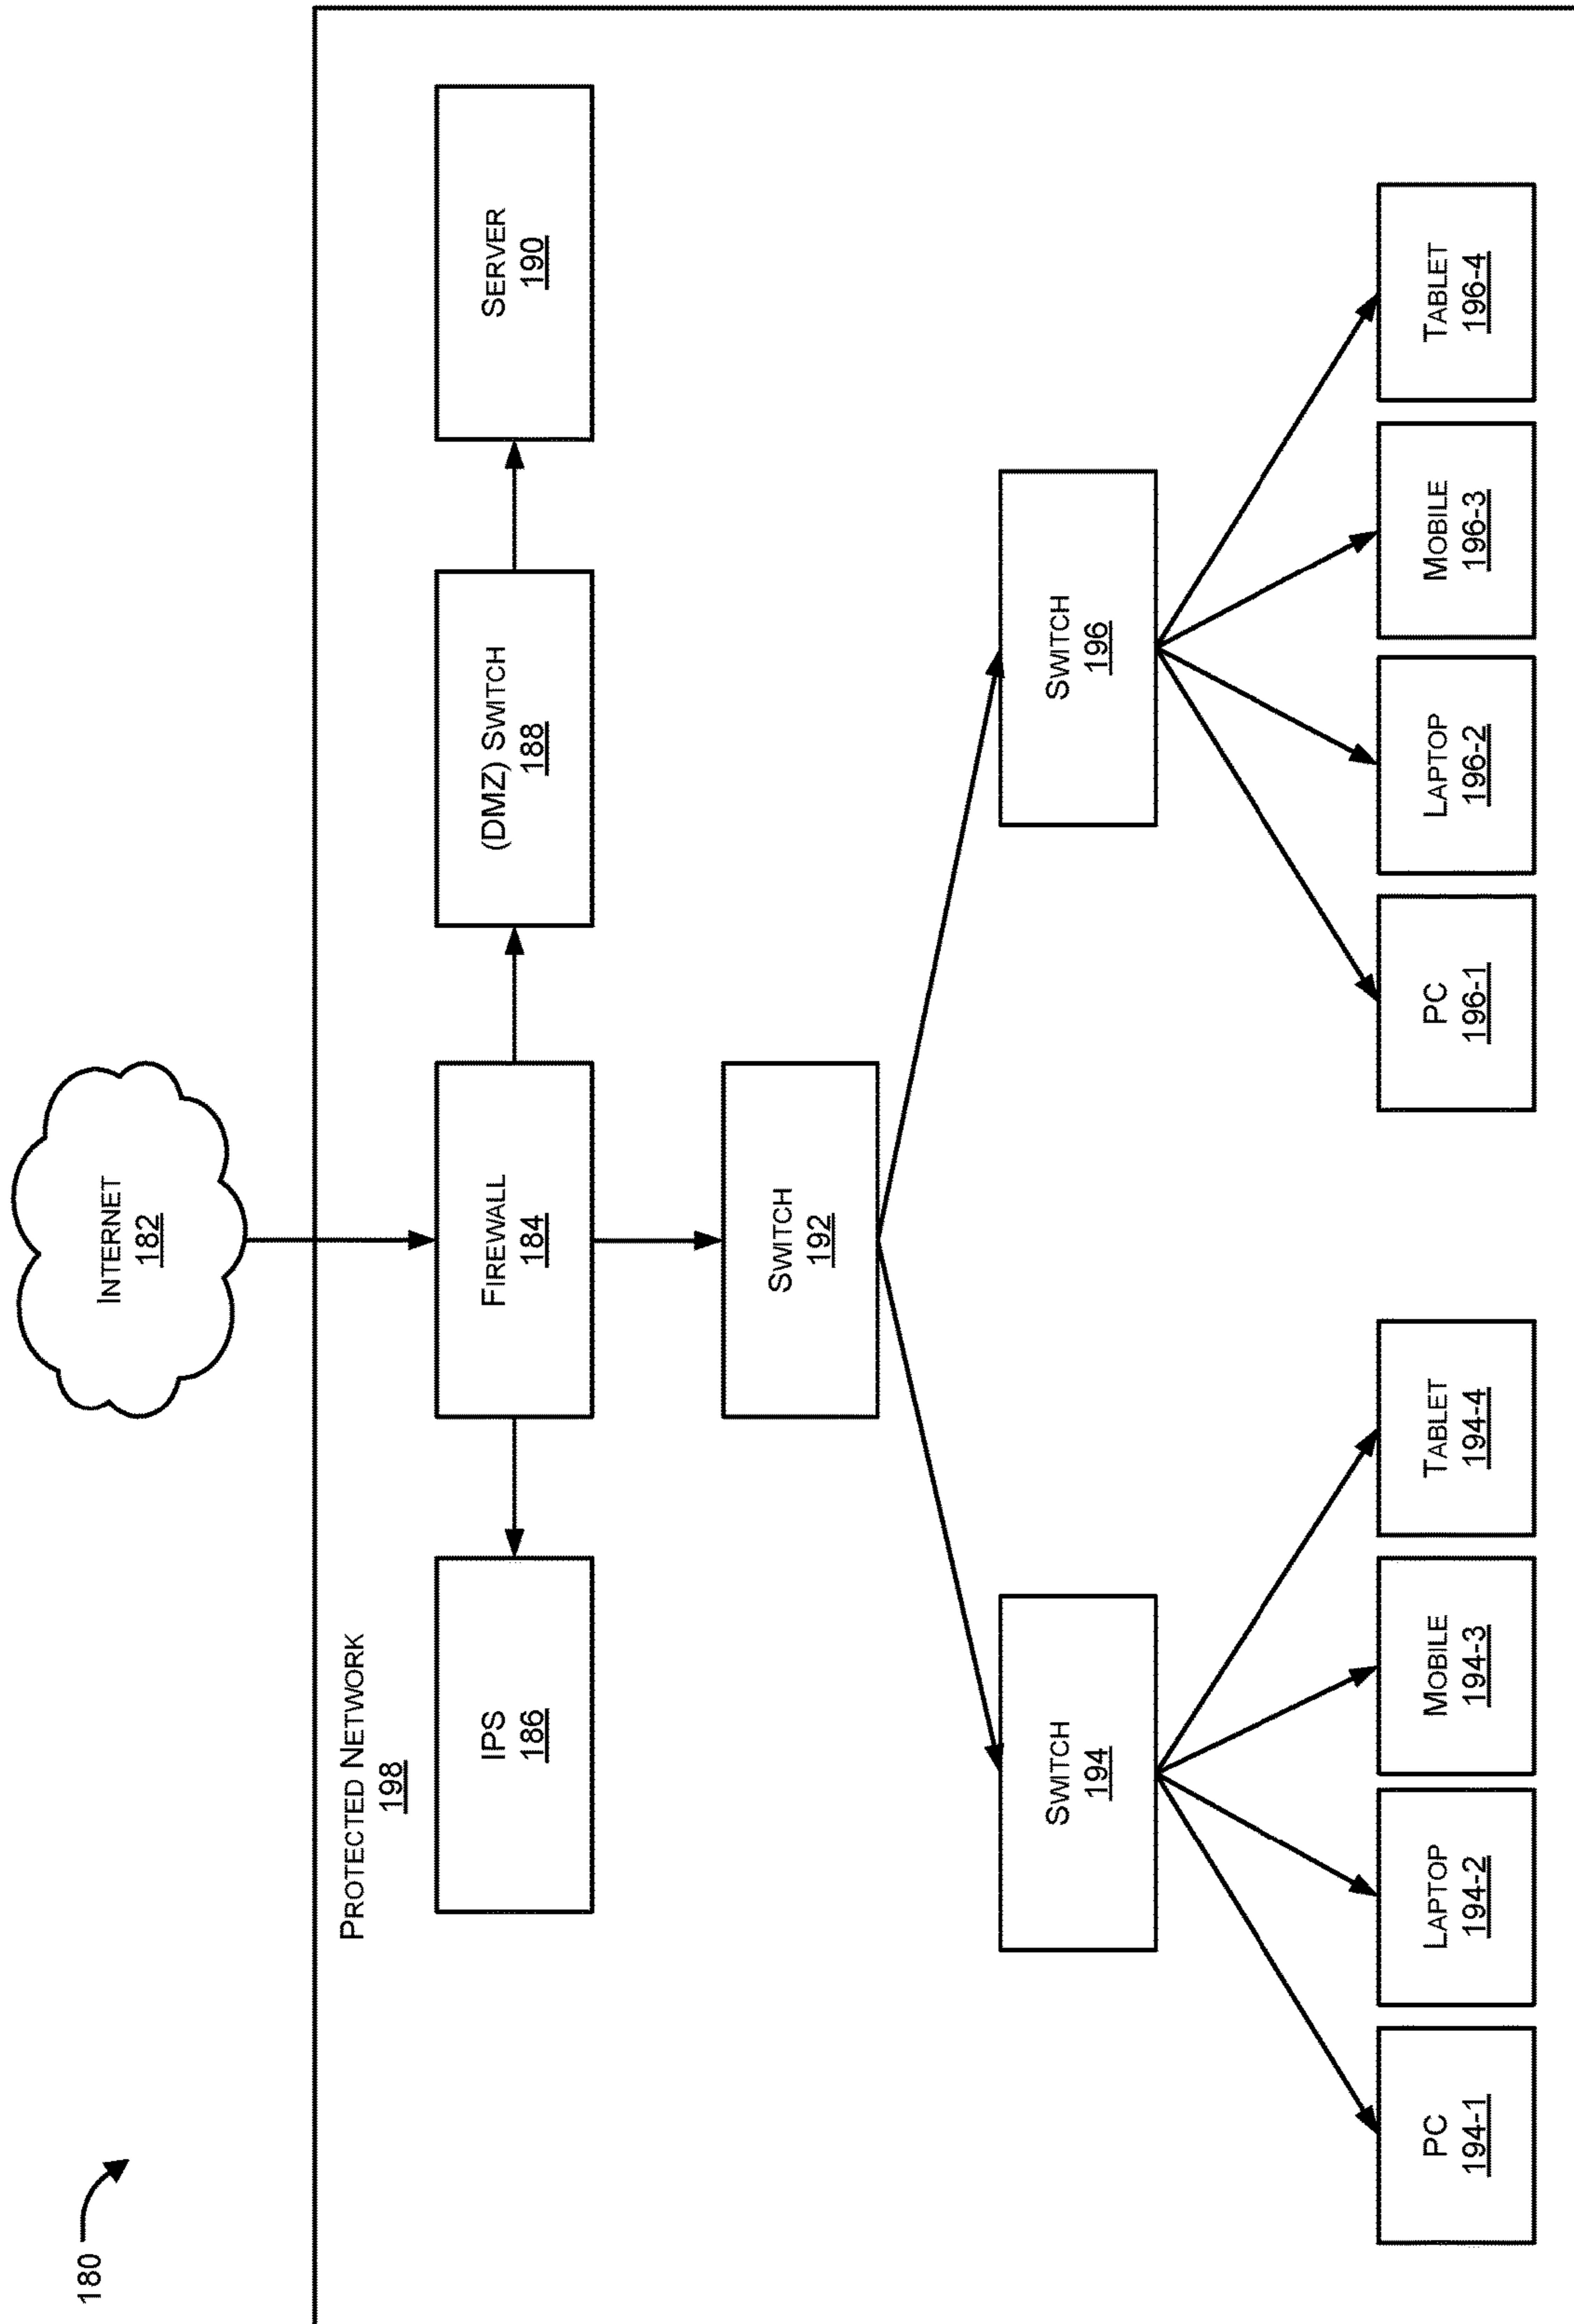 180
INTERNET
182
PROTECTED NETWORK
198
IPS
186
FIREWALL
184
(DMZ) SWITCH
188
SERVER
190
SWITCH
192
SWITCH
194
SWITCH
196
PC
194-1
LAPTOP
194-2
MOBILE
194-3
TABLET
194-4
PC
196-1
LAPTOP
196-2
MOBILE
196-3
TABLET
196-4